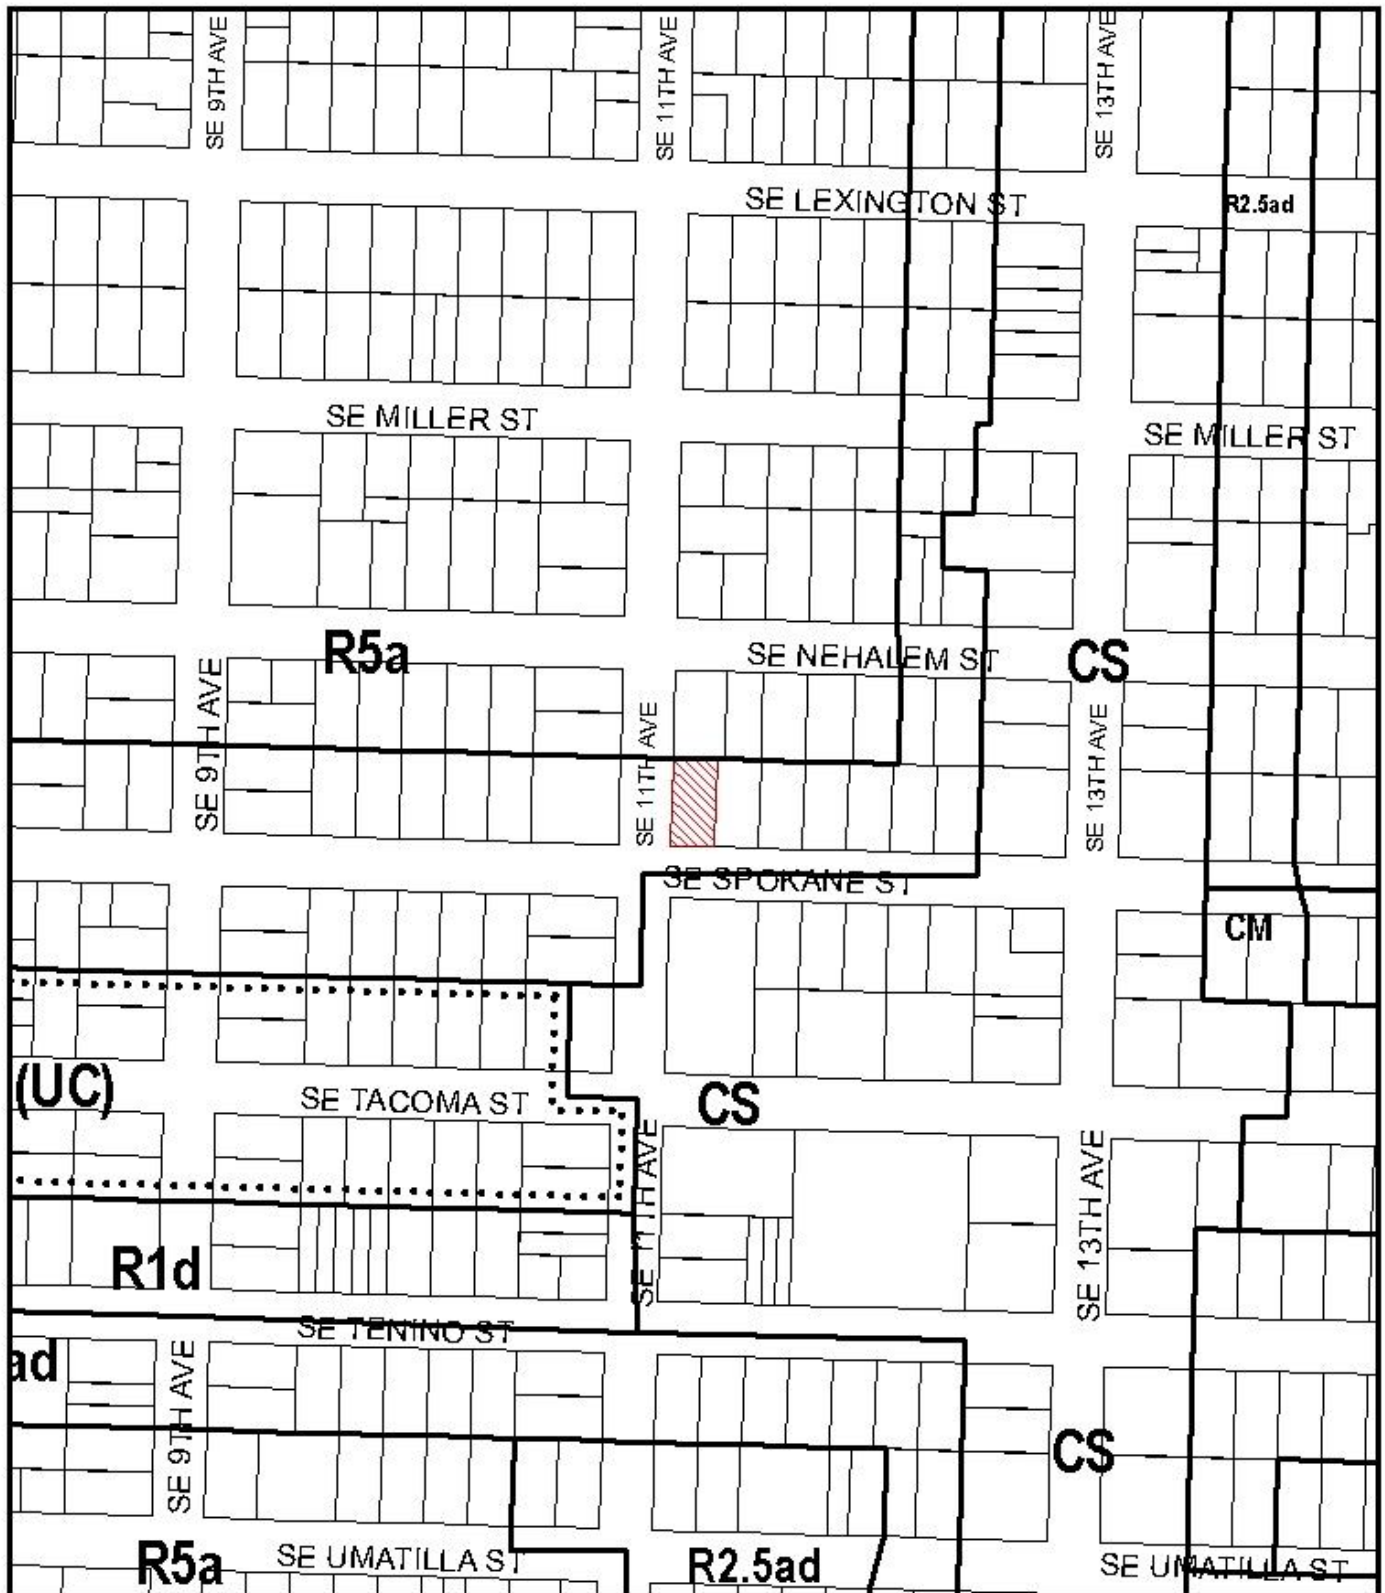 SE 9TH AVE
SE 11TH AVE
SE 13TH AVE
SE LEXINGTON ST
R2.5ad
SE MILLER ST
SE MILLER ST
R5a
SE NEHALEM ST
CS
SE 9TH AVE
SE 11TH AVE
SE 13TH AVE
SE SPOKANE ST
CM
(UC)
SE TACOMA ST
CS
SE 11TH AVE
SE 13TH AVE
R1d
SE TENINO ST
ad
SE 9TH AVE
CS
R5a
SE UMATILLA ST
R2.5ad
SE UMATILLA ST